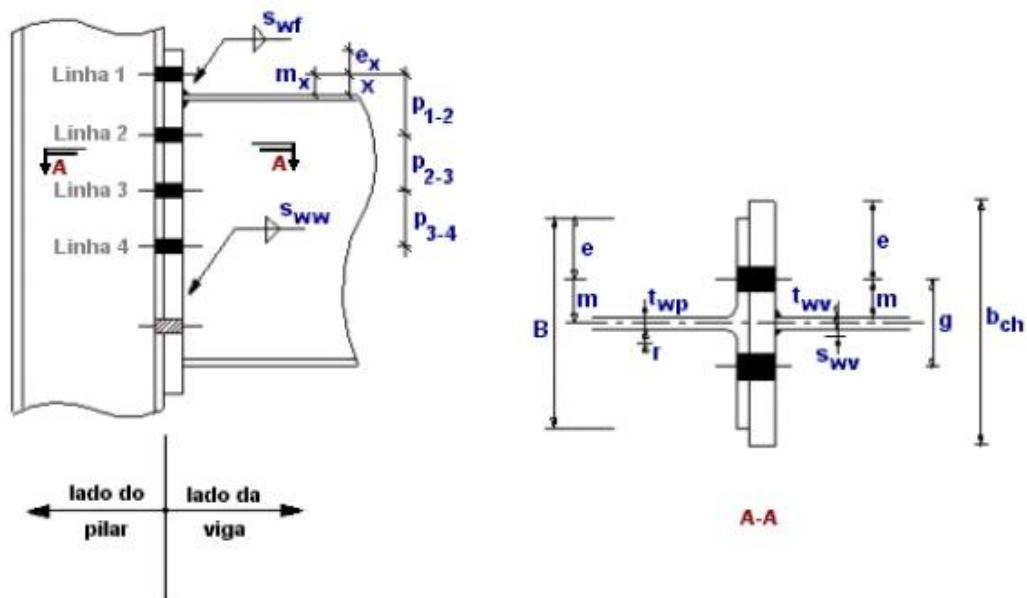 s_wf
Linha 1
m_x
e_x
x
p_1-2
Linha 2
A
A
p_2-3
Linha 3
s_ww
p_3-4
Linha 4
lado do
pilar
lado da
viga
e
e
m
t_wp
t_wv
m
B
g
b_ch
r
s_wv
A-A